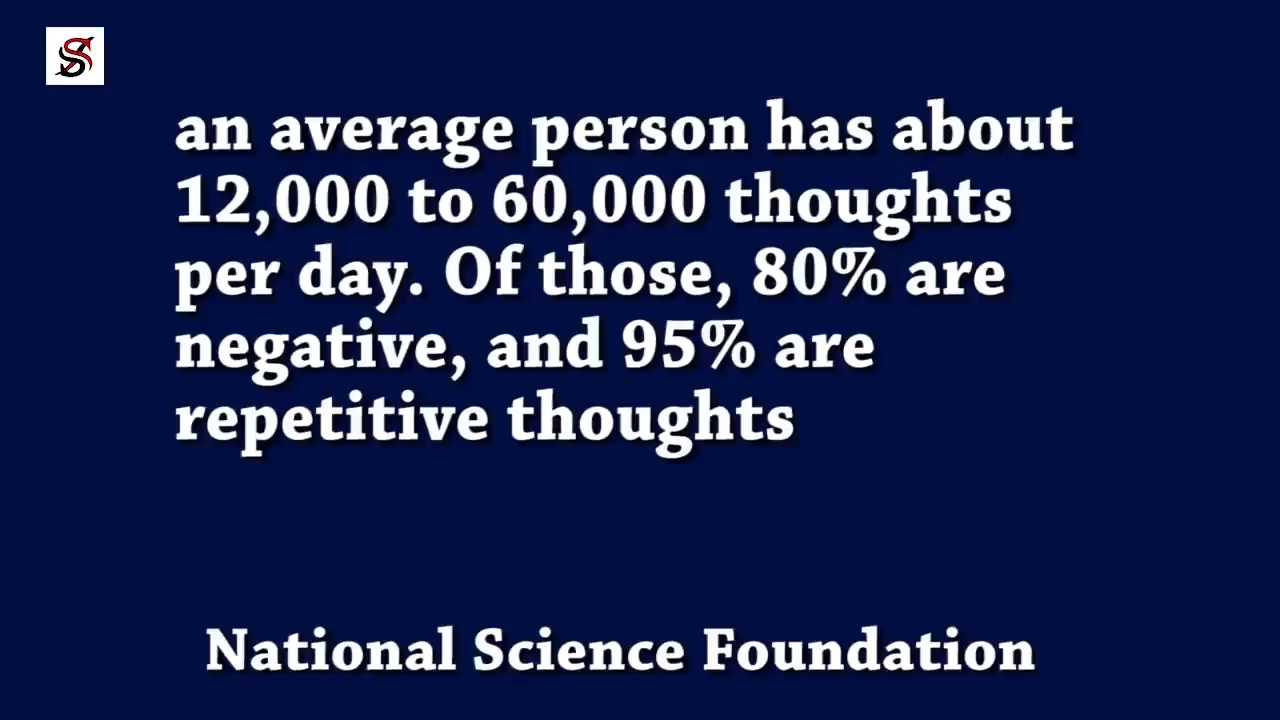 an average person has about
12,000 to 60,000 thoughts
per day. Of those, 80% are
negative, and 95% are
repetitive thoughts
National Science Foundation